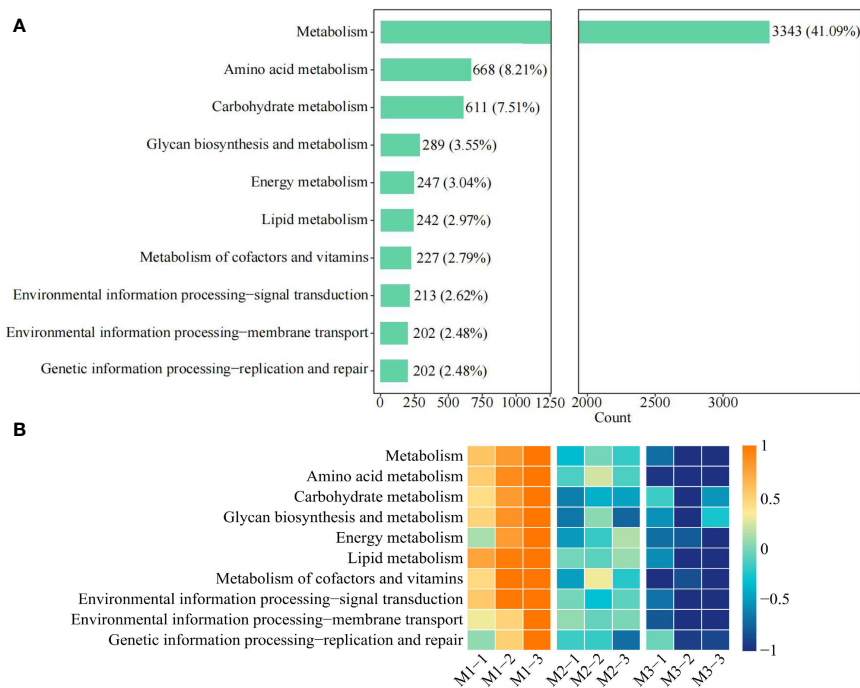 A
Metabolism
3343 (41.09%)
Amino acid metabolism
668 (8.21%)
Carbohydrate metabolism
611 (7.51%)
Glycan biosynthesis and metabolism
289 (3.55%)
Energy metabolism
247 (3.04%)
Lipid metabolism
242 (2.97%)
Metabolism of cofactors and vitamins
227 (2.79%)
Environmental information processing−signal transduction
213 (2.62%)
Environmental information processing−membrane transport
202 (2.48%)
Genetic information processing−replication and repair
202 (2.48%)
0 250 500 750 1000 1250 2000 2500 3000
Count
B
Metabolism
Amino acid metabolism
Carbohydrate metabolism
Glycan biosynthesis and metabolism
Energy metabolism
Lipid metabolism
Metabolism of cofactors and vitamins
Environmental information processing−signal transduction
Environmental information processing−membrane transport
Genetic information processing−replication and repair
M1−1 M1−2 M1−3 M2−1 M2−2 M2−3 M3−1 M3−2 M3−3
1
0.5
0
−0.5
−1